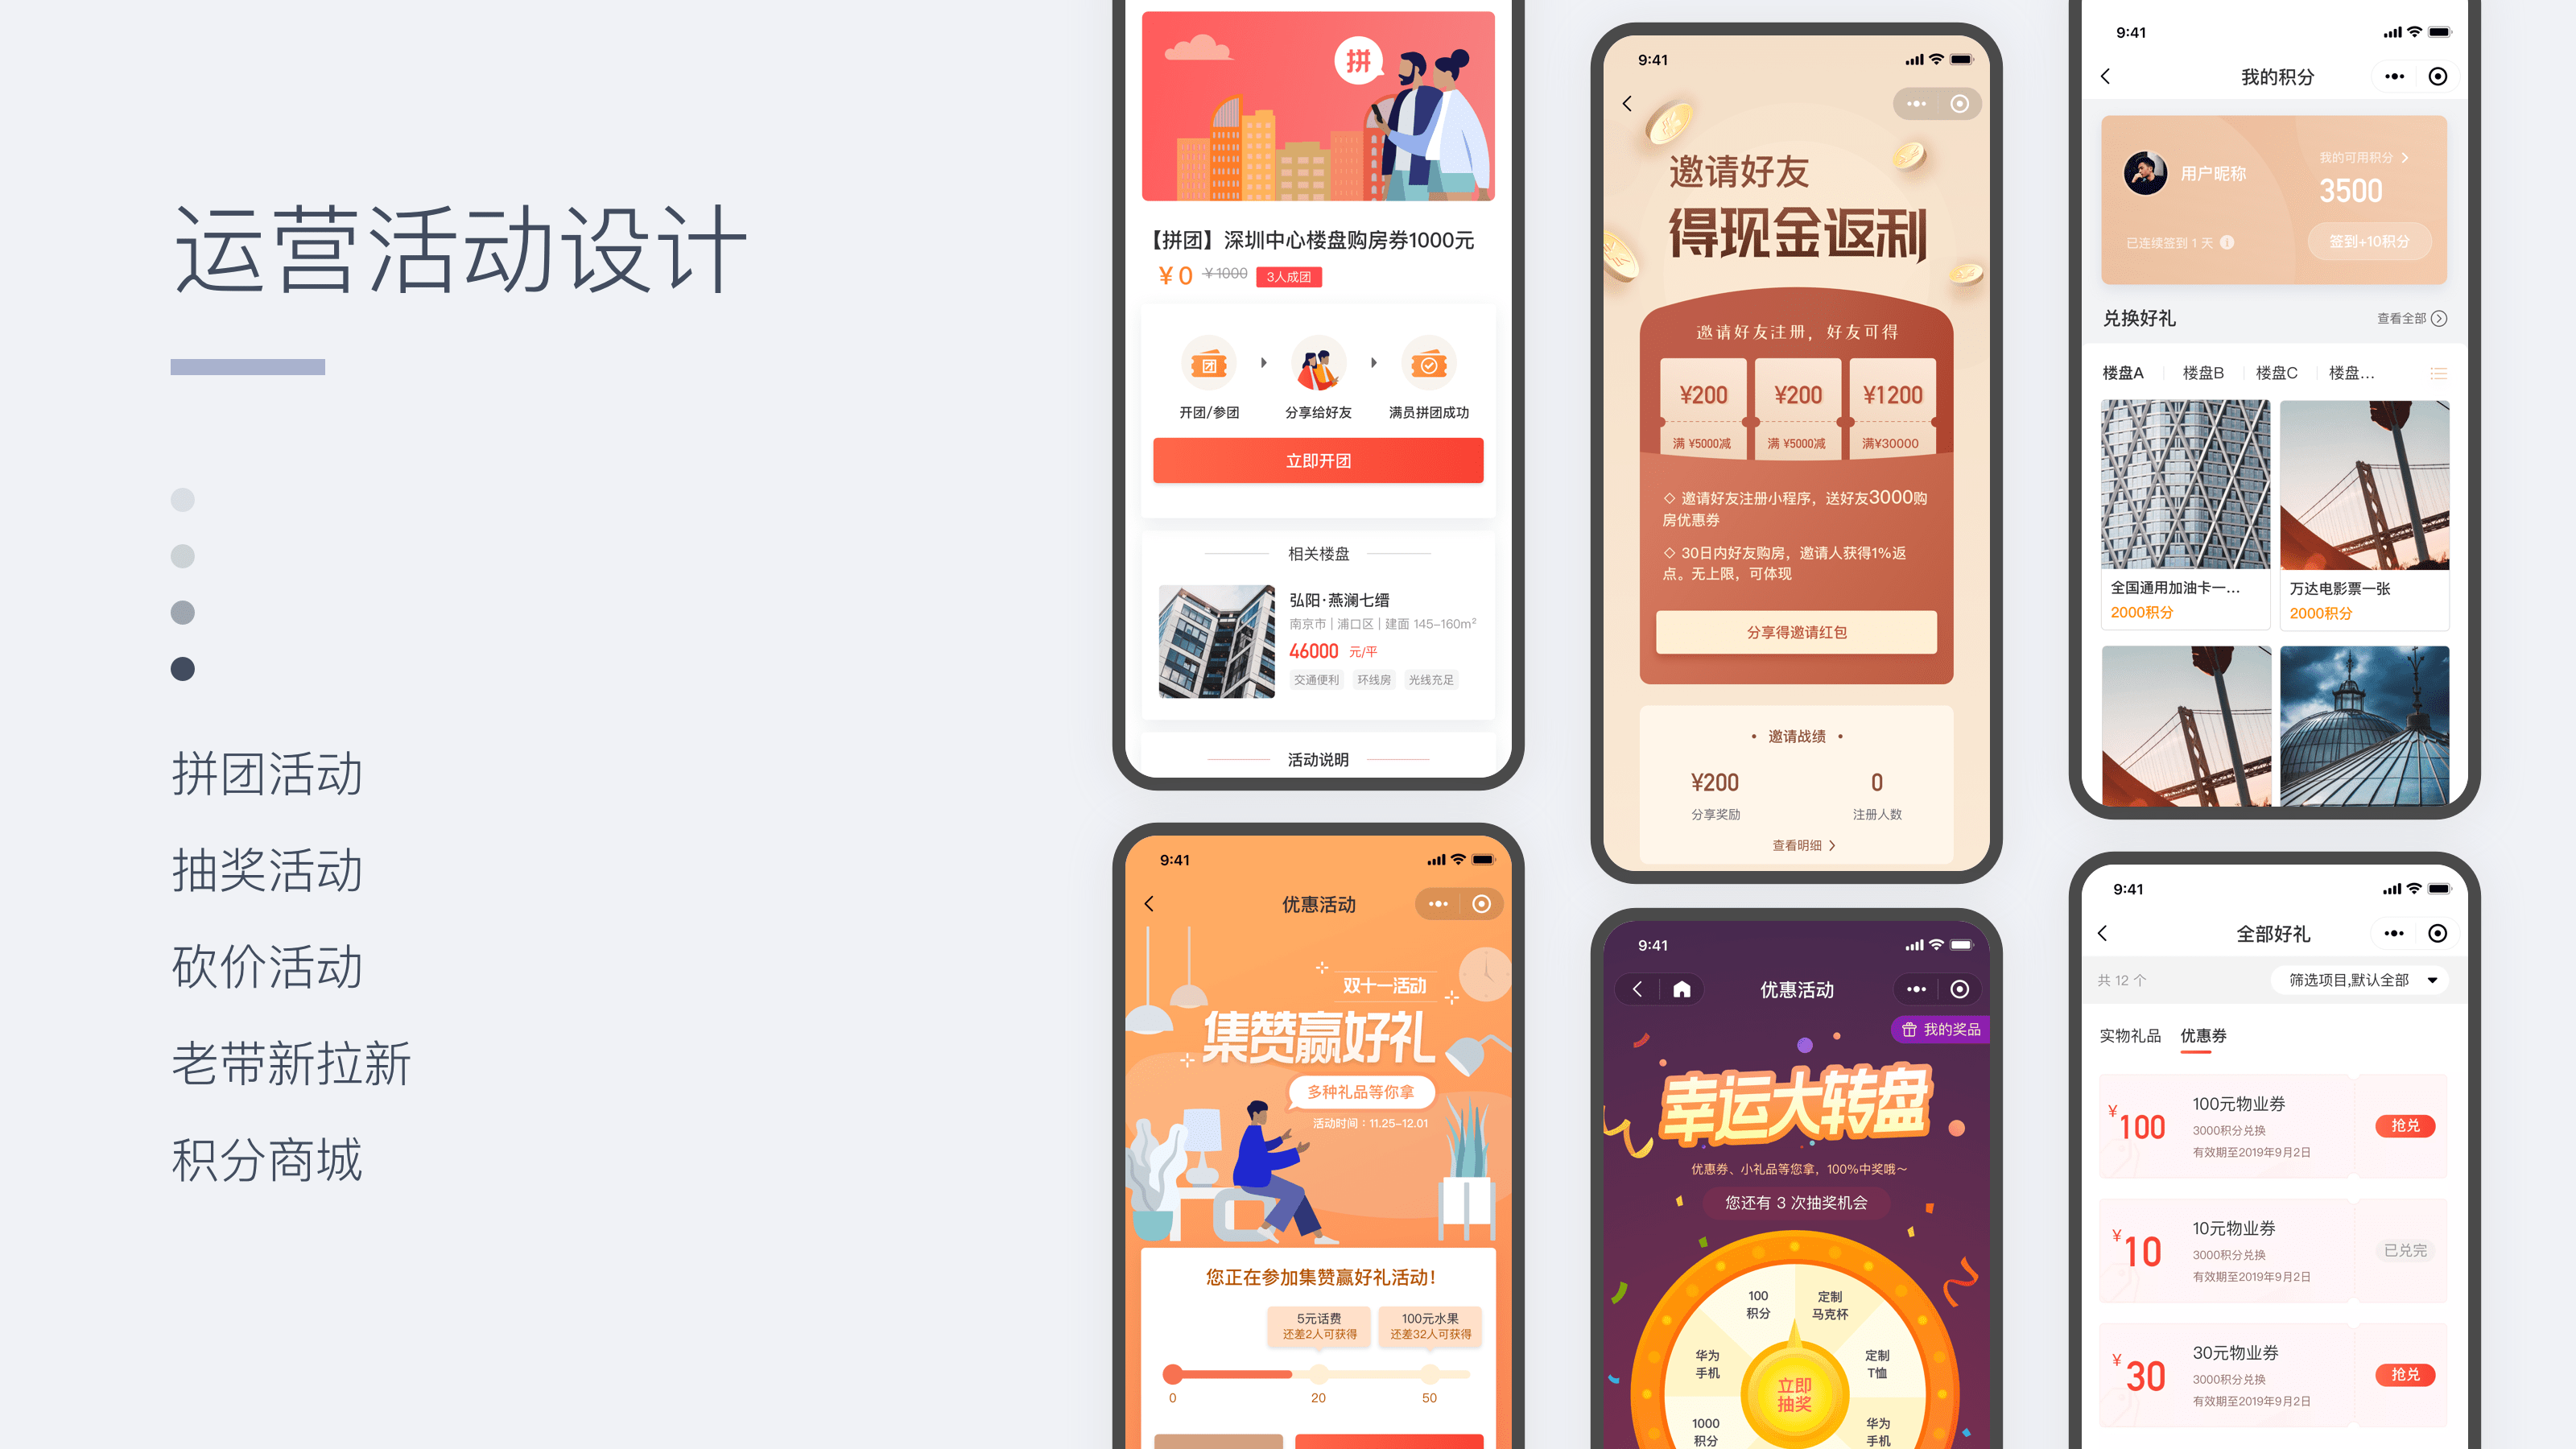 运营活动设计
拼团活动
抽奖活动
砍价活动
老带新拉新
积分商城
拼
【拼团】深圳中心楼盘购房券1000元
¥0 ¥1000 3人成团
团
开团/参团 分享给好友 满员拼团成功
立即开团
相关楼盘
弘阳·燕澜七缙
南京市 | 浦口区 | 建面 145-160m²
46000 元/平
交通便利 环线房 光线充足
活动说明
9:41
优惠活动
双十一活动
集赞赢好礼
多种礼品等你拿
活动时间：11.25-12.01
您正在参加集赞赢好礼活动！
5元话费 100元水果
还差2人可获得 还差32人可获得
0 20 50
9:41
邀请好友
得现金返利
邀请好友注册，好友可得
¥200 ¥200 ¥1200
满 ¥5000减 满 ¥5000减 满¥30000
◇ 邀请好友注册小程序，送好友3000购
房优惠券
◇ 30日内好友购房，邀请人获得1%返
点。无上限，可体现
分享得邀请红包
• 邀请战绩 •
¥200 0
分享奖励 注册人数
查看明细
9:41
优惠活动
我的奖品
幸运大转盘
优惠券、小礼品等您拿，100%中奖哦～
您还有 3 次抽奖机会
100 定制
积分 马克杯
华为 定制
手机 T恤
立即
抽奖
1000 华为
积分 手机
9:41
我的积分
我的可用积分
用户昵称
3500
已连续签到 1 天 签到+10积分
兑换好礼 查看全部
楼盘A 楼盘B 楼盘C 楼盘...
全国通用加油卡一... 万达电影票一张
2000积分 2000积分
9:41
全部好礼
共 12 个 筛选项目,默认全部
实物礼品 优惠券
¥100 100元物业券
3000积分兑换 抢兑
有效期至2019年9月2日
¥10 10元物业券
3000积分兑换 已兑完
有效期至2019年9月2日
¥30 30元物业券
3000积分兑换 抢兑
有效期至2019年9月2日